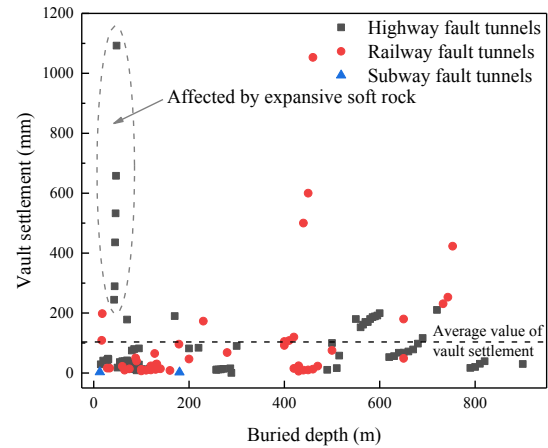 1200
1000
800
600
400
200
0
0
200
400
600
800
Vault settlement (mm)
Buried depth (m)
Highway fault tunnels
Railway fault tunnels
Subway fault tunnels
Affected by expansive soft rock
Average value of
vault settlement